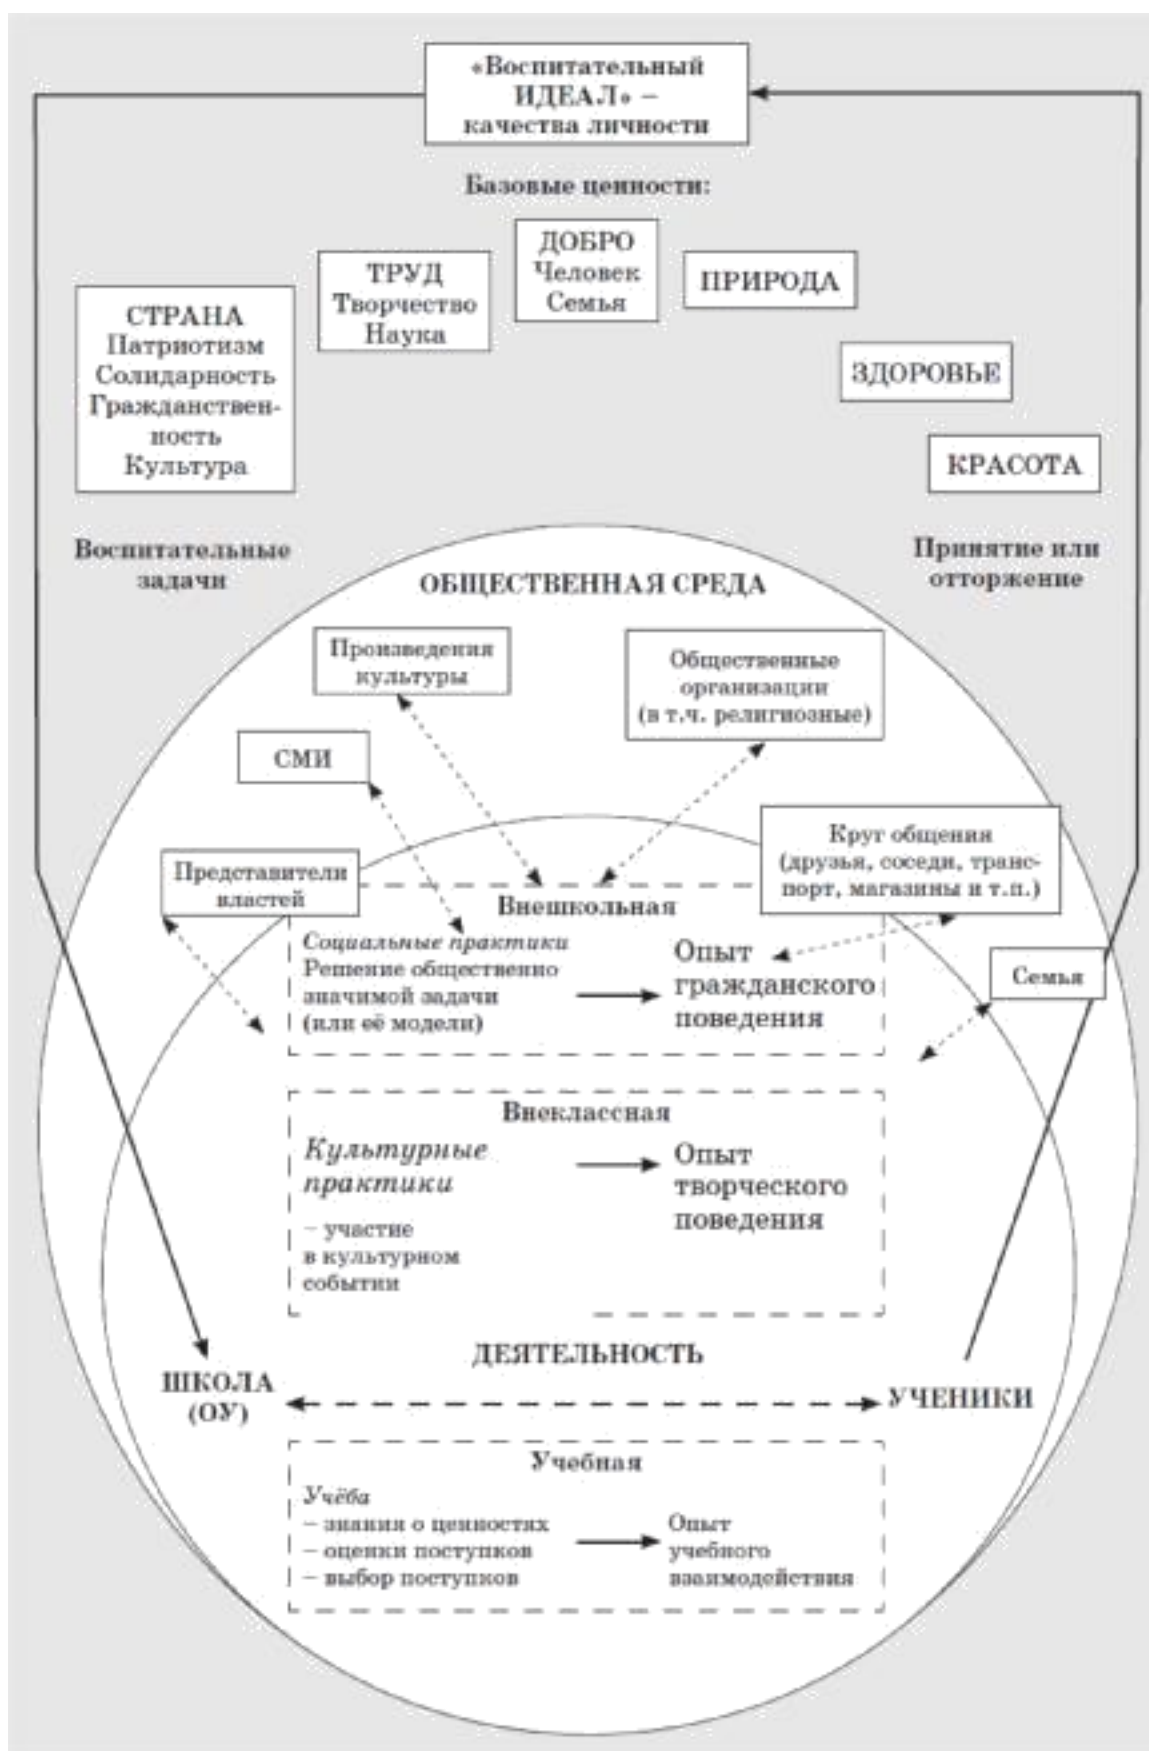 «Воспитательный
ИДЕАЛ» –
качества личности
Базовые ценности:
ДОБРО
Человек
Семья
ТРУД
Творчество
Наука
ПРИРОДА
СТРАНА
Патриотизм
Солидарность
Гражданствен-
ность
Культура
ЗДОРОВЬЕ
КРАСОТА
Воспитательные
задачи
Принятие или
отторжение
ОБЩЕСТВЕННАЯ СРЕДА
Произведения
культуры
Общественные
организации
(в т.ч. религиозные)
СМИ
Круг общения
(друзья, соседи, транс-
порт, магазины и т.п.)
Представители
властей
Внешкольная
Социальные практики
Решение общественно
значимой задачи
(или её модели)
Опыт
гражданского
поведения
Семья
Внеклассная
Культурные
практики
– участие
в культурном
событии
Опыт
творческого
поведения
ДЕЯТЕЛЬНОСТЬ
ШКОЛА
(ОУ)
УЧЕНИКИ
Учебная
Учёба
– знания о ценностях
– оценки поступков
– выбор поступков
Опыт
учебного
взаимодействия